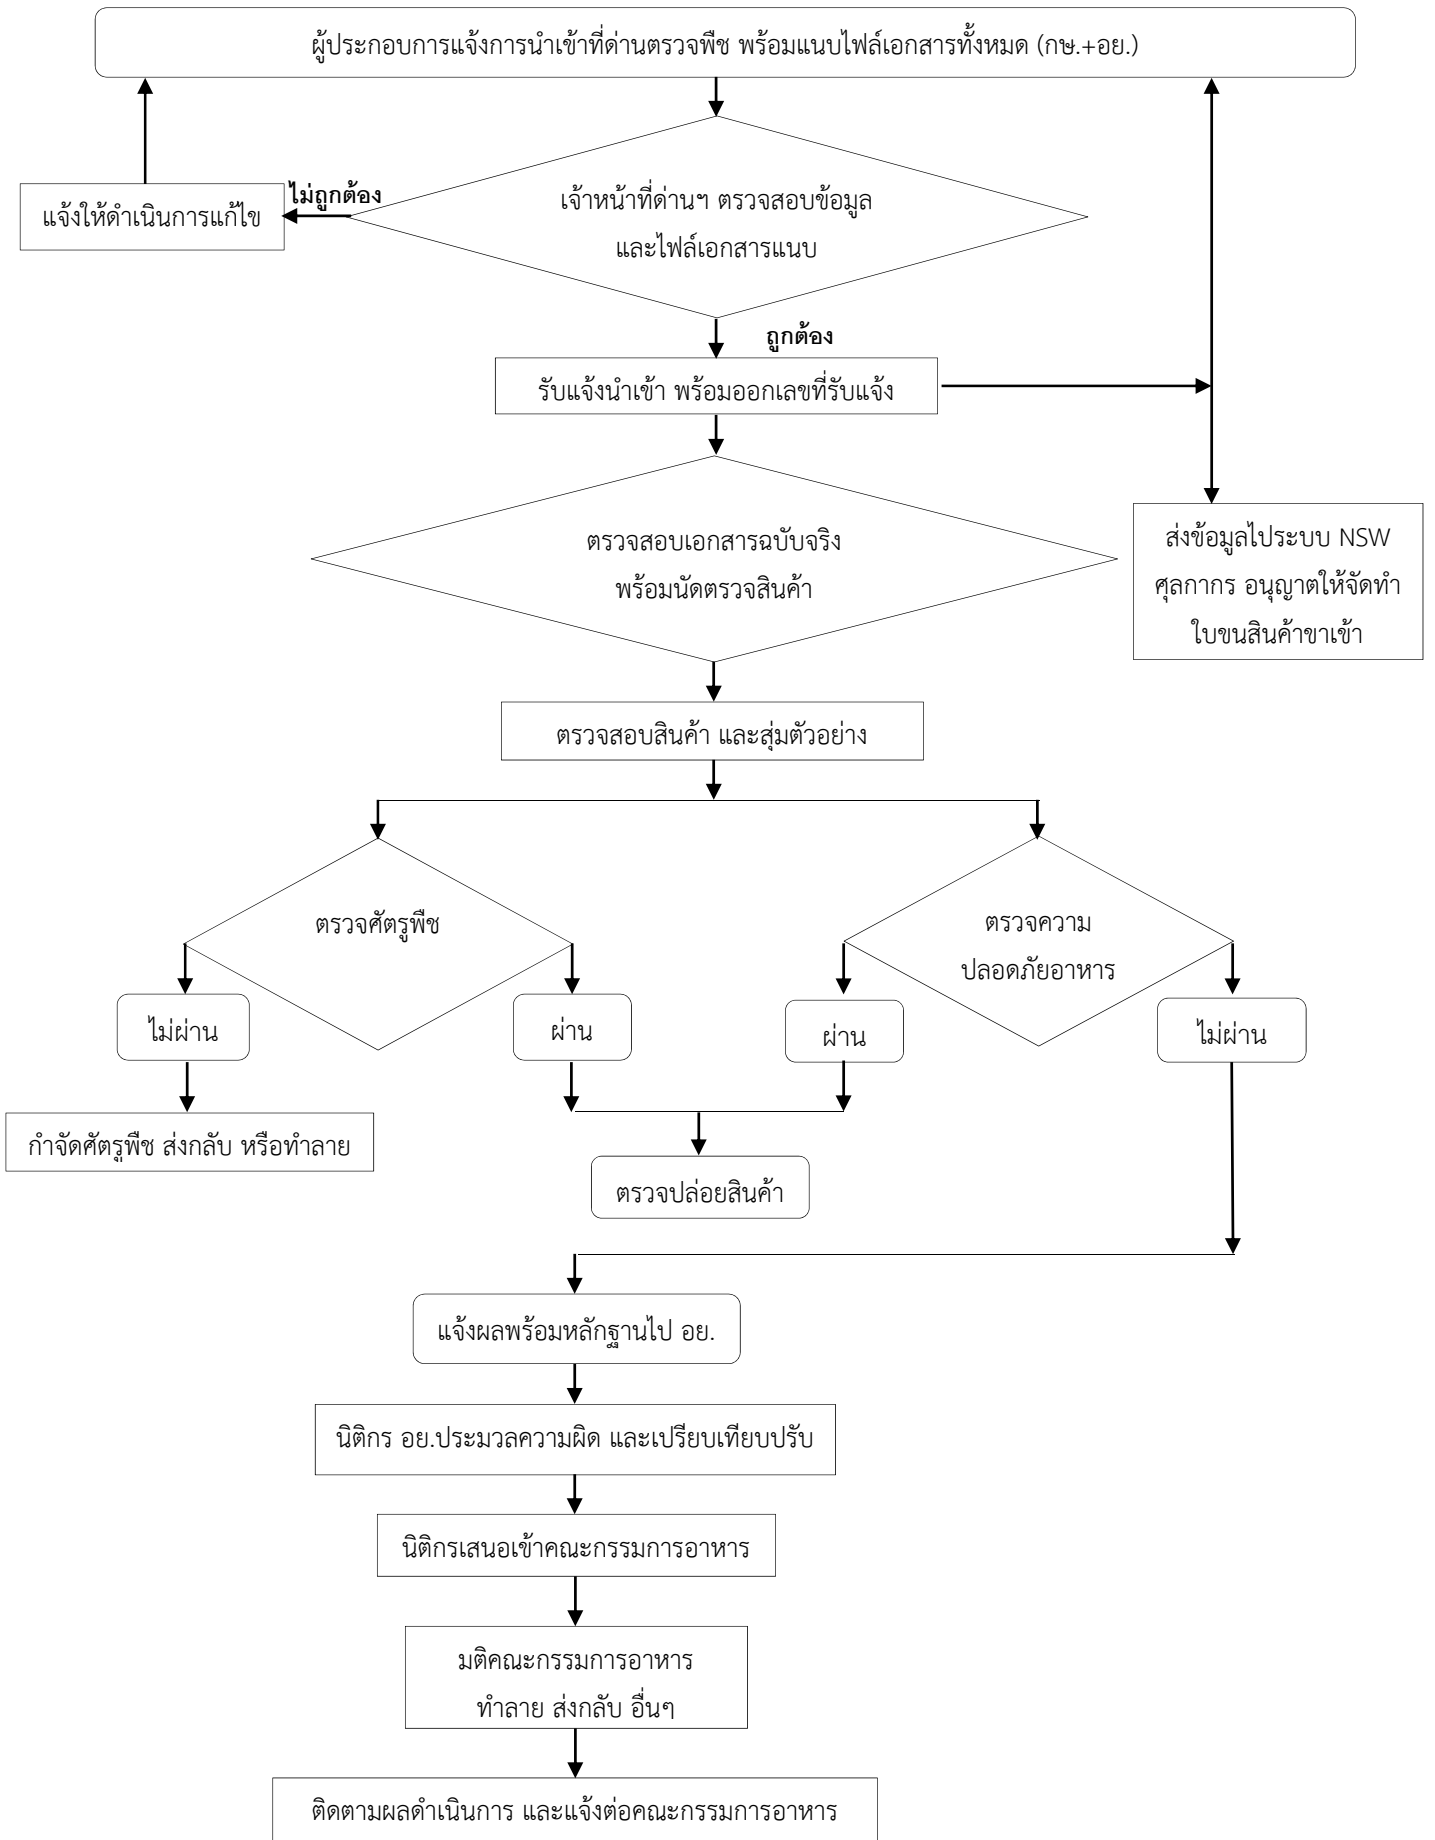 ผู้ประกอบการแจ้งการนำเข้าที่ด่านตรวจพืช พร้อมแนบไฟล์เอกสารทั้งหมด (กษ.+อย.)
ไม่ถูกต้อง
แจ้งให้ดำเนินการแก้ไข
เจ้าหน้าที่ด่านฯ ตรวจสอบข้อมูล
และไฟล์เอกสารแนบ
ถูกต้อง
รับแจ้งนำเข้า พร้อมออกเลขที่รับแจ้ง
ตรวจสอบเอกสารฉบับจริง
พร้อมนัดตรวจสินค้า
ส่งข้อมูลไประบบ NSW
ศุลกากร อนุญาตให้จัดทำ
ใบขนสินค้าขาเข้า
ตรวจสอบสินค้า และสุ่มตัวอย่าง
ตรวจศัตรูพืช
ตรวจความ
ปลอดภัยอาหาร
ไม่ผ่าน
ผ่าน
ผ่าน
ไม่ผ่าน
กำจัดศัตรูพืช ส่งกลับ หรือทำลาย
ตรวจปล่อยสินค้า
แจ้งผลพร้อมหลักฐานไป อย.
นิติกร อย.ประมวลความผิด และเปรียบเทียบปรับ
นิติกรเสนอเข้าคณะกรรมการอาหาร
มติคณะกรรมการอาหาร
ทำลาย ส่งกลับ อื่นๆ
ติดตามผลดำเนินการ และแจ้งต่อคณะกรรมการอาหาร